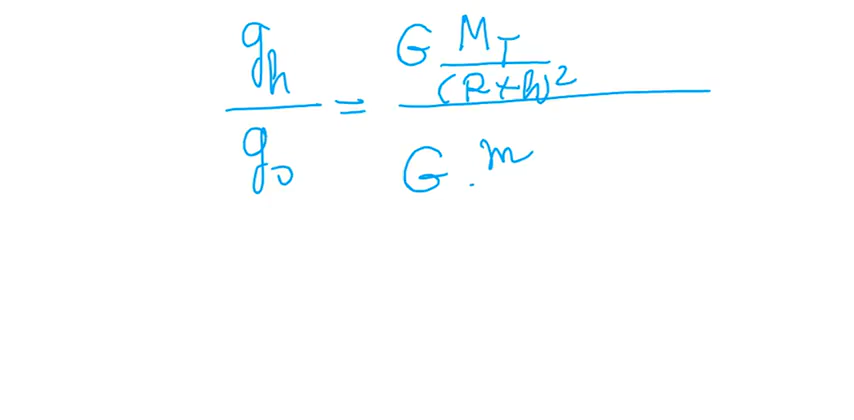 g_h / g_0 = G M_T / (R+h)^2
G . m